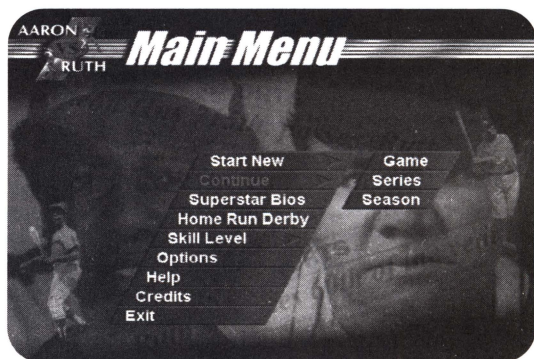 AARON
RUTH
Main Menu
Start New
Continue
Superstar Bios
Home Run Derby
Skill Level
Options
Help
Credits
Exit
Game
Series
Season